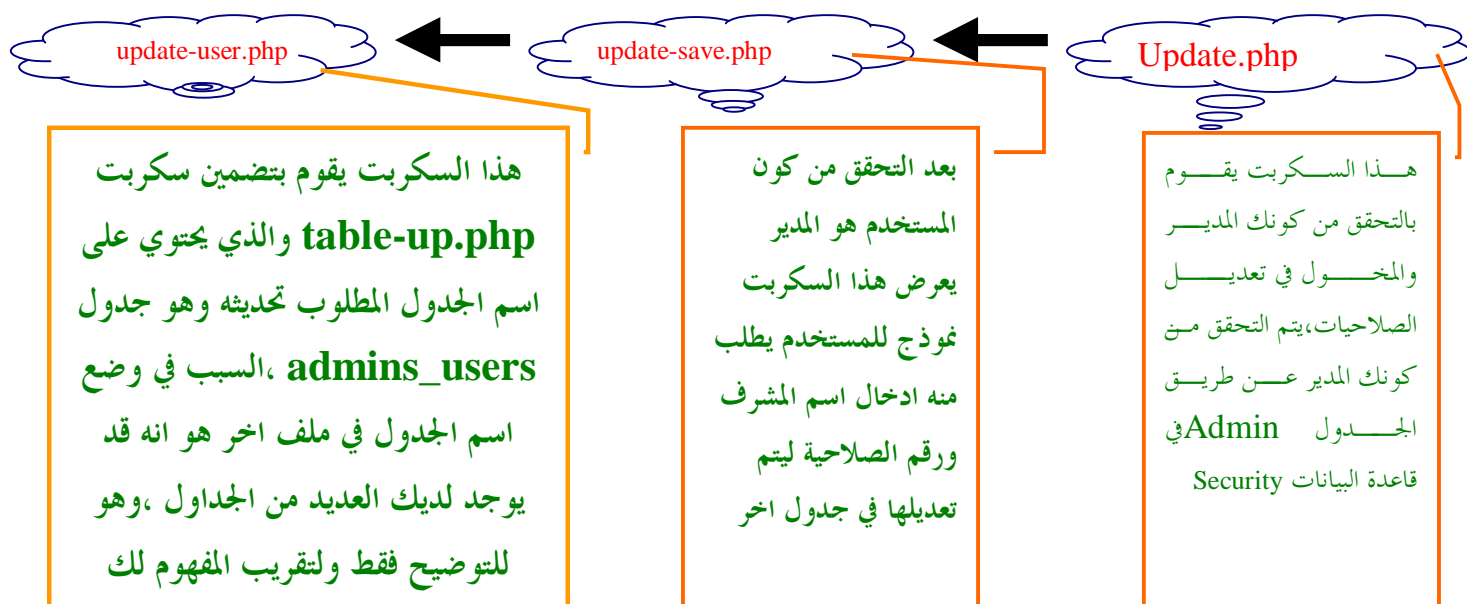 Update.php
update-save.php
update-user.php
هذا السكربت يقوم
بالتحقق من كونك المدير
والمخول في تعديل
الصلاحيات،يتم التحقق من
كونك المدير عن طريق
الجدول Adminفي
قاعدة البيانات Security
بعد التحقق من كون
المستخدم هو المدير
يعرض هذا السكربت
نموذج للمستخدم يطلب
منه ادخال اسم المشرف
ورقم الصلاحية ليتم
تعديلها في جدول اخر
هذا السكربت يقوم بتضمين سكربت
table-up.php والذي يحتوي على
اسم الجدول المطلوب تحديثه وهو جدول
admins_users ،السبب في وضع
اسم الجدول في ملف اخر هو انه قد
يوجد لديك العديد من الجداول ،وهو
للتوضيح فقط ولتقريب المفهوم لك